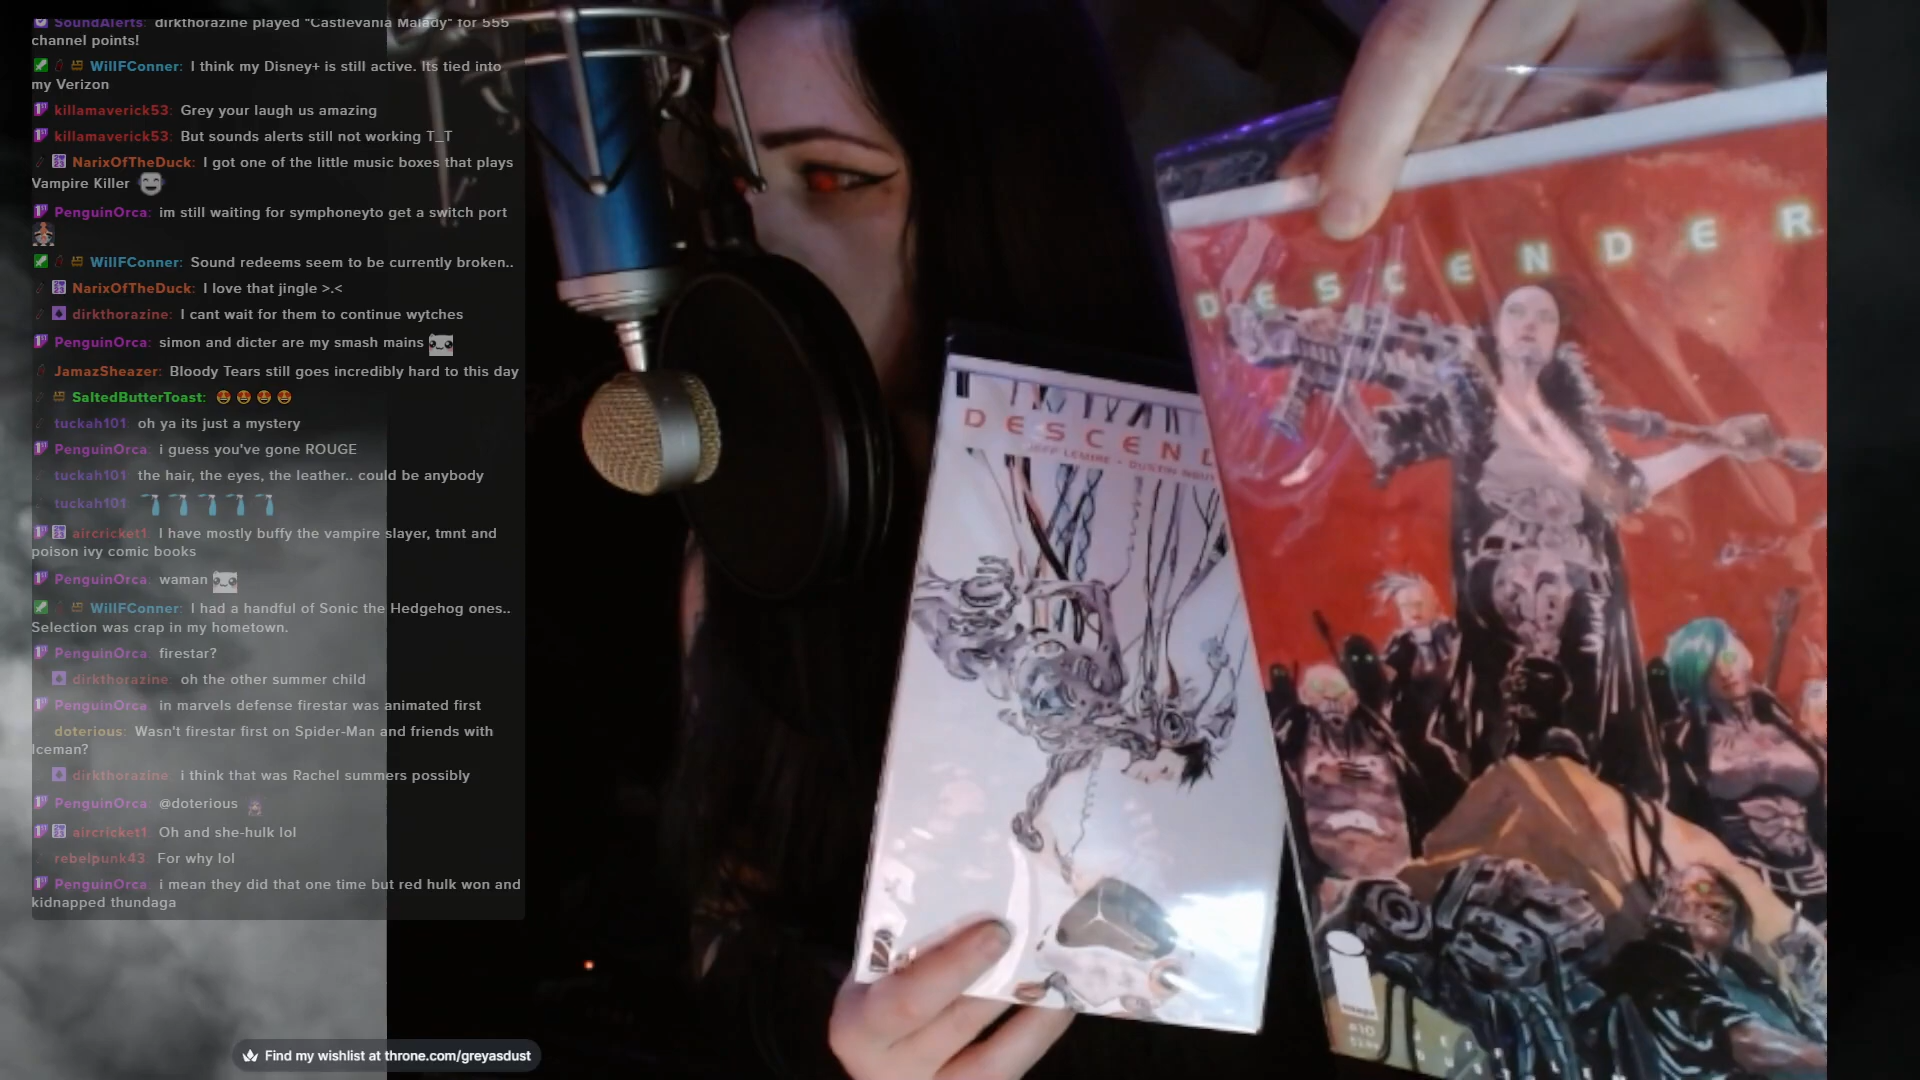 SoundAlerts: dirkthorazine played "Castlevania Malady" for 555
channel points!
WillFConner: I think my Disney+ is still active. Its tied into
my Verizon
killamaverick53: Grey your laugh us amazing
killamaverick53: But sounds alerts still not working T_T
NarixOfTheDuck: I got one of the little music boxes that plays
Vampire Killer
PenguinOrca: im still waiting for symphoneyto get a switch port
WillFConner: Sound redeems seem to be currently broken..
NarixOfTheDuck: I love that jingle >.<
dirkthorazine: I cant wait for them to continue wytches
PenguinOrca: simon and dicter are my smash mains
JamazSheazer: Bloody Tears still goes incredibly hard to this day
SaltedButterToast:
tuckah101: oh ya its just a mystery
PenguinOrca: i guess you've gone ROUGE
tuckah101: the hair, the eyes, the leather.. could be anybody
tuckah101:
aircricket1: I have mostly buffy the vampire slayer, tmnt and
poison ivy comic books
PenguinOrca: waman
WillFConner: I had a handful of Sonic the Hedgehog ones..
Selection was crap in my hometown.
PenguinOrca: firestar?
dirkthorazine: oh the other summer child
PenguinOrca: in marvels defense firestar was animated first
doterious: Wasn't firestar first on Spider-Man and friends with
Iceman?
dirkthorazine: i think that was Rachel summers possibly
PenguinOrca: @doterious
aircricket1: Oh and she-hulk lol
rebelpunk43: For why lol
PenguinOrca: i mean they did that one time but red hulk won and
kidnapped thundaga
Find my wishlist at throne.com/greyasdust
DESCEND
JEFF LEMIRE • DUSTIN
DESCENDER
image
#10